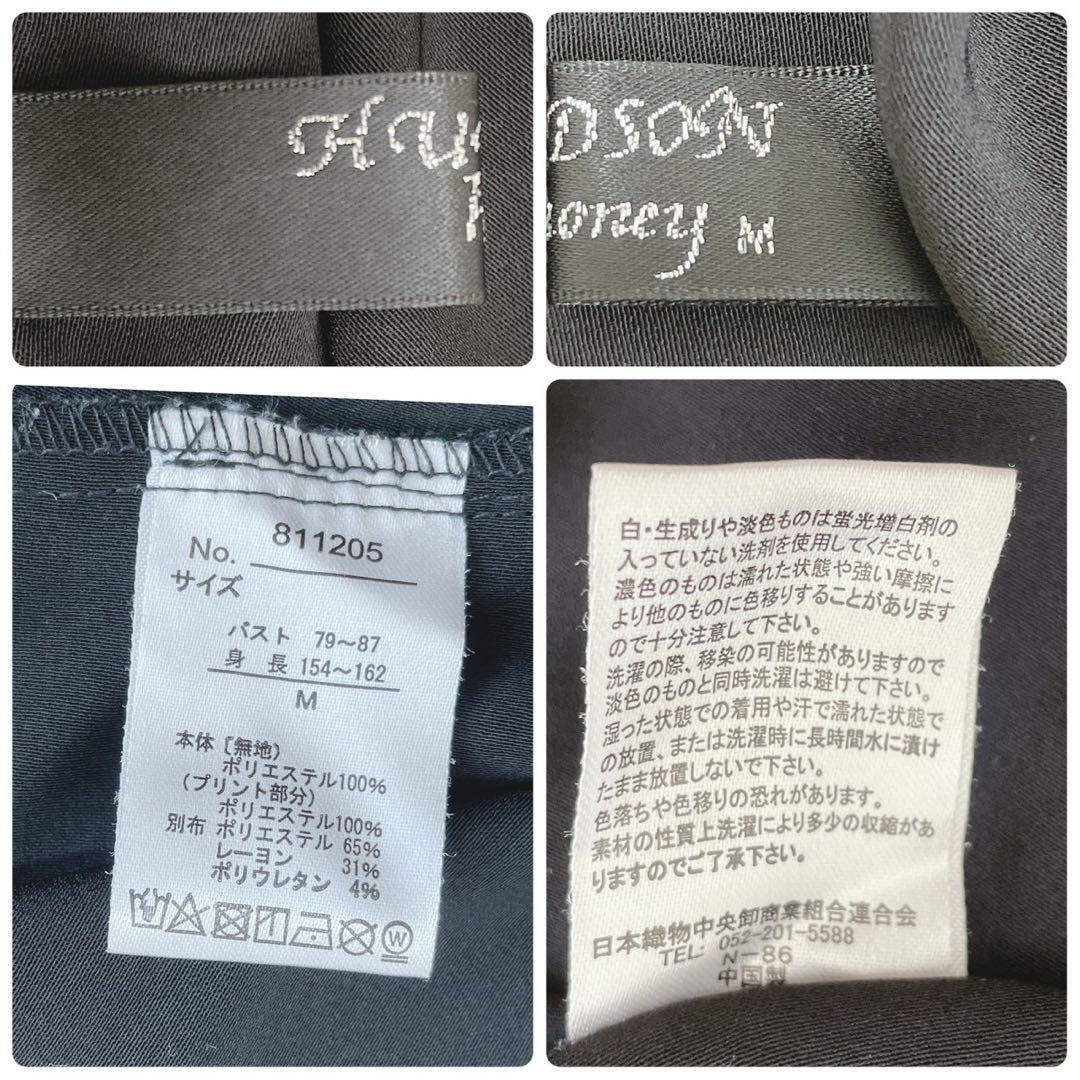 HU
DSON
oney M
No. 811205
サイズ
バスト 79～87
身 長 154～162
M
本体 [無地)
ポリエステル100%
(プリント部分)
ポリエステル100%
別布 ポリエステル 65%
レーヨン 31%
ポリウレタン 4%
W
白・生成りや淡色ものは蛍光増白剤の
入っていない洗剤を使用してください。
濃色のものは濡れた状態や強い摩擦に
より他のものに色移りすることがあります
ので十分注意して下さい。
洗濯の際、移染の可能性がありますので
淡色のものと同時洗濯は避けて下さい。
湿った状態での着用や汗で濡れた状態で
の放置、または洗濯時に長時間水に漬け
たまま放置しないで下さい。
色落ちや色移りの恐れがあります。
素材の性質上洗濯により多少の収縮があ
りますのでご了承下さい。
日本織物中央卸商業組合連合会
TEL: 052-201-5588
N-86
中国製